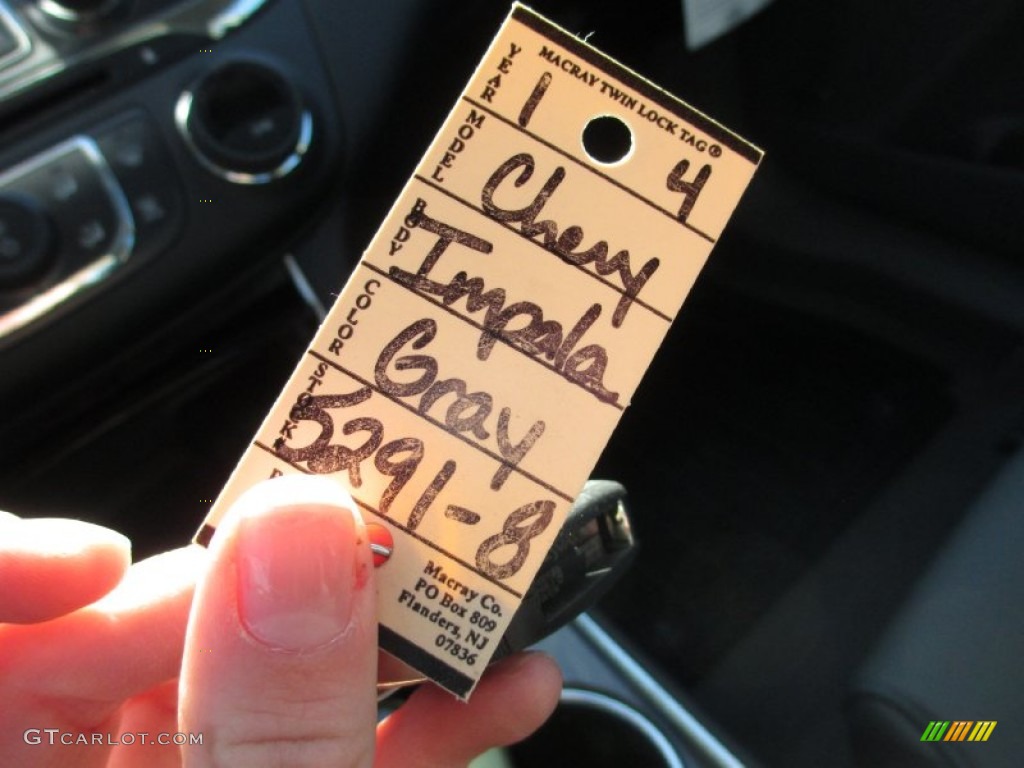 MACRAY TWIN LOCK TAG®
YEAR 1 4
MODEL Chevy
BODY Impala
COLOR Gray
STOCK# 5291-8
Macray Co.
PO Box 809
Flanders, NJ
07836
GTCARLOT.COM